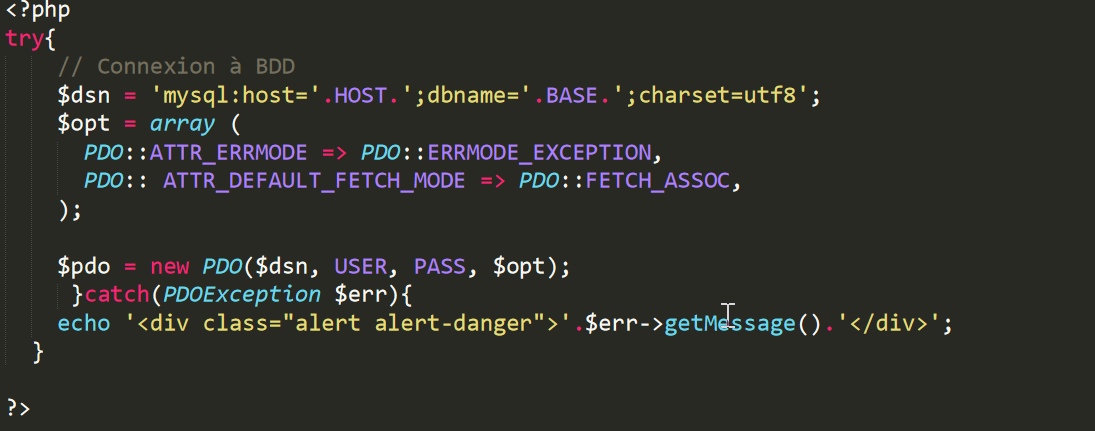 <?php
try{
// Connexion à BDD
$dsn = 'mysql:host='.HOST.';dbname='.BASE.';charset=utf8';
$opt = array (
PDO::ATTR_ERRMODE => PDO::ERRMODE_EXCEPTION,
PDO:: ATTR_DEFAULT_FETCH_MODE => PDO::FETCH_ASSOC,
);
$pdo = new PDO($dsn, USER, PASS, $opt);
}catch(PDOException $err){
echo '<div class="alert alert-danger">'.$err->getMessage().'</div>';
}
?>